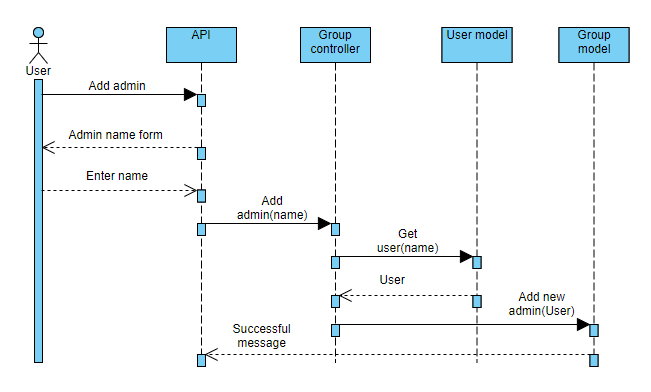 API
Group
controller
User model
Group
model
User
Add admin
Admin name form
Enter name
Add
admin(name)
Get
user(name)
User
Add new
admin(User)
Successful
message